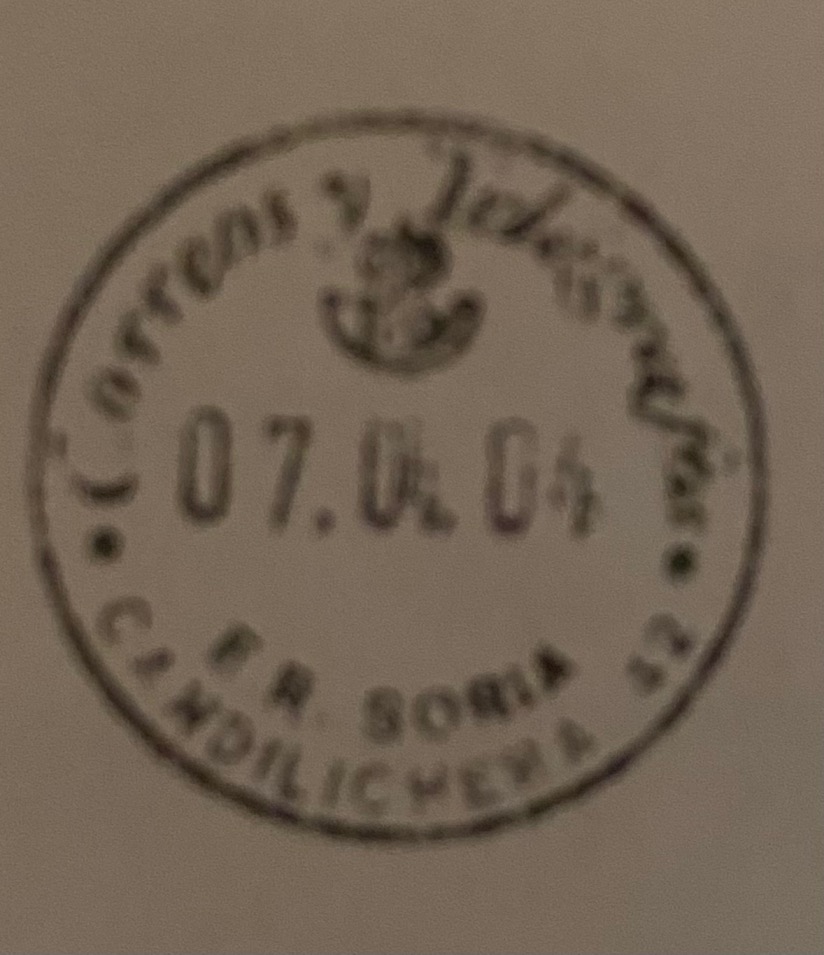 Correos y Telégrafos
07.04.04
E.R. SORIA
CANDILICHERA 42